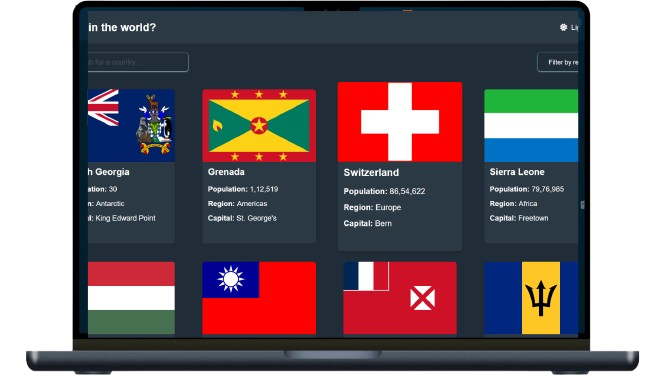 in the world?
Li
h for a country...
Filter by re
h Georgia
Grenada
Switzerland
Sierra Leone
ation: 30
Population: 1,12,519
Population: 86,54,622
Population: 79,76,985
n: Antarctic
Region: Americas
Region: Europe
Region: Africa
al: King Edward Point
Capital: St. George's
Capital: Bern
Capital: Freetown